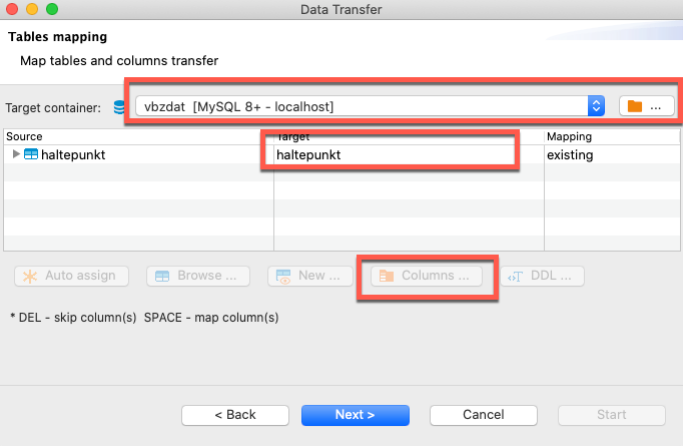 Data Transfer
Tables mapping
Map tables and columns transfer
Target container: vbzdat [MySQL 8+ - localhost] ...
Source Target Mapping
haltepunkt haltepunkt existing
Auto assign Browse ... New ... Columns ... DDL ...
* DEL - skip column(s) SPACE - map column(s)
< Back Next > Cancel Start